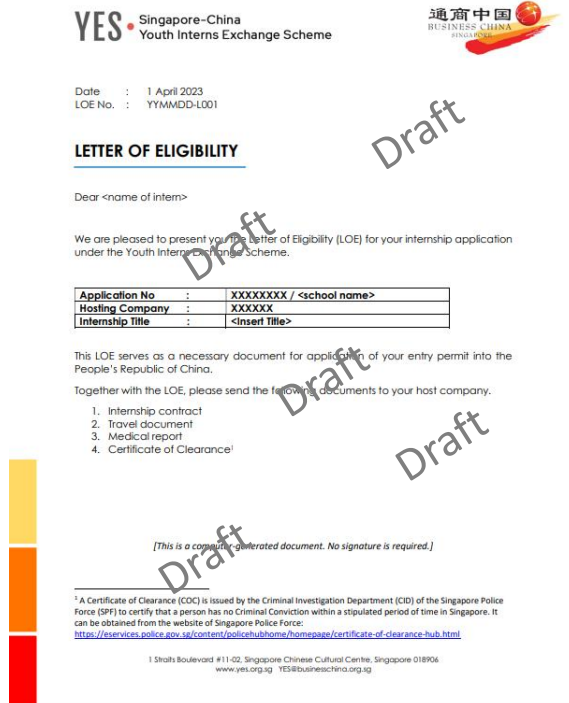 YES Singapore-China
Youth Interns Exchange Scheme
通商中国
BUSINESS CHINA
SINGAPORE
Date : 1 April 2023
LOE No. : YYMMDD-L001
Draft
LETTER OF ELIGIBILITY
Dear <name of intern>
Draft
We are pleased to present you the Letter of Eligibility (LOE) for your internship application
under the Youth Interns Exchange Scheme.
Application No : XXXXXXXX / <school name>
Hosting Company : XXXXXX
Internship Title : <Insert Title>
This LOE serves as a necessary document for application of your entry permit into the
People's Republic of China.
Draft
Together with the LOE, please send the following documents to your host company.
1. Internship contract
2. Travel document
3. Medical report
4. Certificate of Clearance¹
Draft
[This is a computer-generated document. No signature is required.]
Draft
¹ A Certificate of Clearance (COC) is issued by the Criminal Investigation Department (CID) of the Singapore Police
Force (SPF) to certify that a person has no Criminal Conviction within a stipulated period of time in Singapore. It
can be obtained from the website of Singapore Police Force:
https://eservices.police.gov.sg/content/policehubhome/homepage/certificate-of-clearance-hub.html
1 Straits Boulevard #11-02, Singapore Chinese Cultural Centre, Singapore 018906
www.yes.org.sg YES@businesschina.org.sg